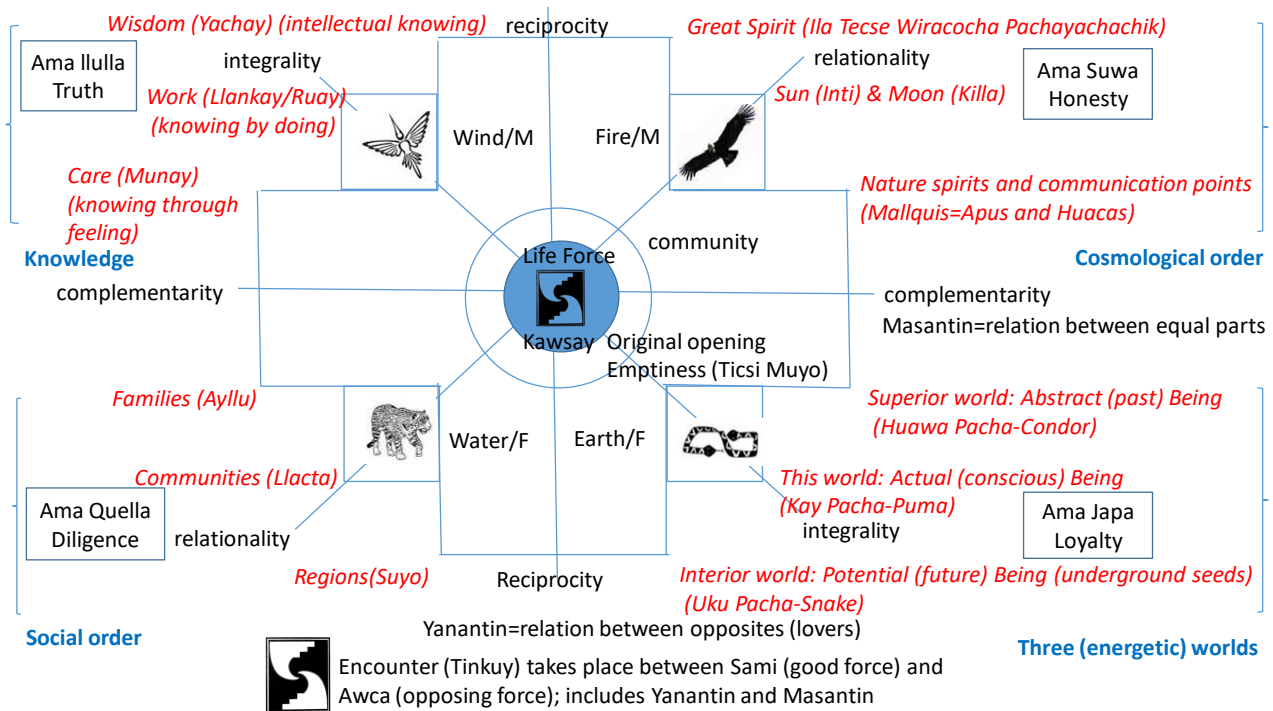 Wisdom (Yachay) (intellectual knowing)
reciprocity
Great Spirit (Ila Tecse Wiracocha Pachayachachik)
Ama llulla
Truth
integrality
relationality
Ama Suwa
Honesty
Work (Llankay/Ruay)
(knowing by doing)
Sun (Inti) & Moon (Killa)
Wind/M
Fire/M
Care (Munay)
(knowing through
feeling)
Nature spirits and communication points
(Mallquis=Apus and Huacas)
Knowledge
community
Cosmological order
Life Force
complementarity
complementarity
Masantin=relation between equal parts
Kawsay
Original opening
Emptiness (Ticsi Muyo)
Families (Ayllu)
Superior world: Abstract (past) Being
(Huawa Pacha-Condor)
Water/F
Earth/F
Communities (Llacta)
This world: Actual (conscious) Being
(Kay Pacha-Puma)
Ama Quella
Diligence
relationality
integrality
Ama Japa
Loyalty
Regions(Suyo)
Reciprocity
Interior world: Potential (future) Being (underground seeds)
(Uku Pacha-Snake)
Social order
Yanantin=relation between opposites (lovers)
Three (energetic) worlds
Encounter (Tinkuy) takes place between Sami (good force) and
Awca (opposing force); includes Yanantin and Masantin